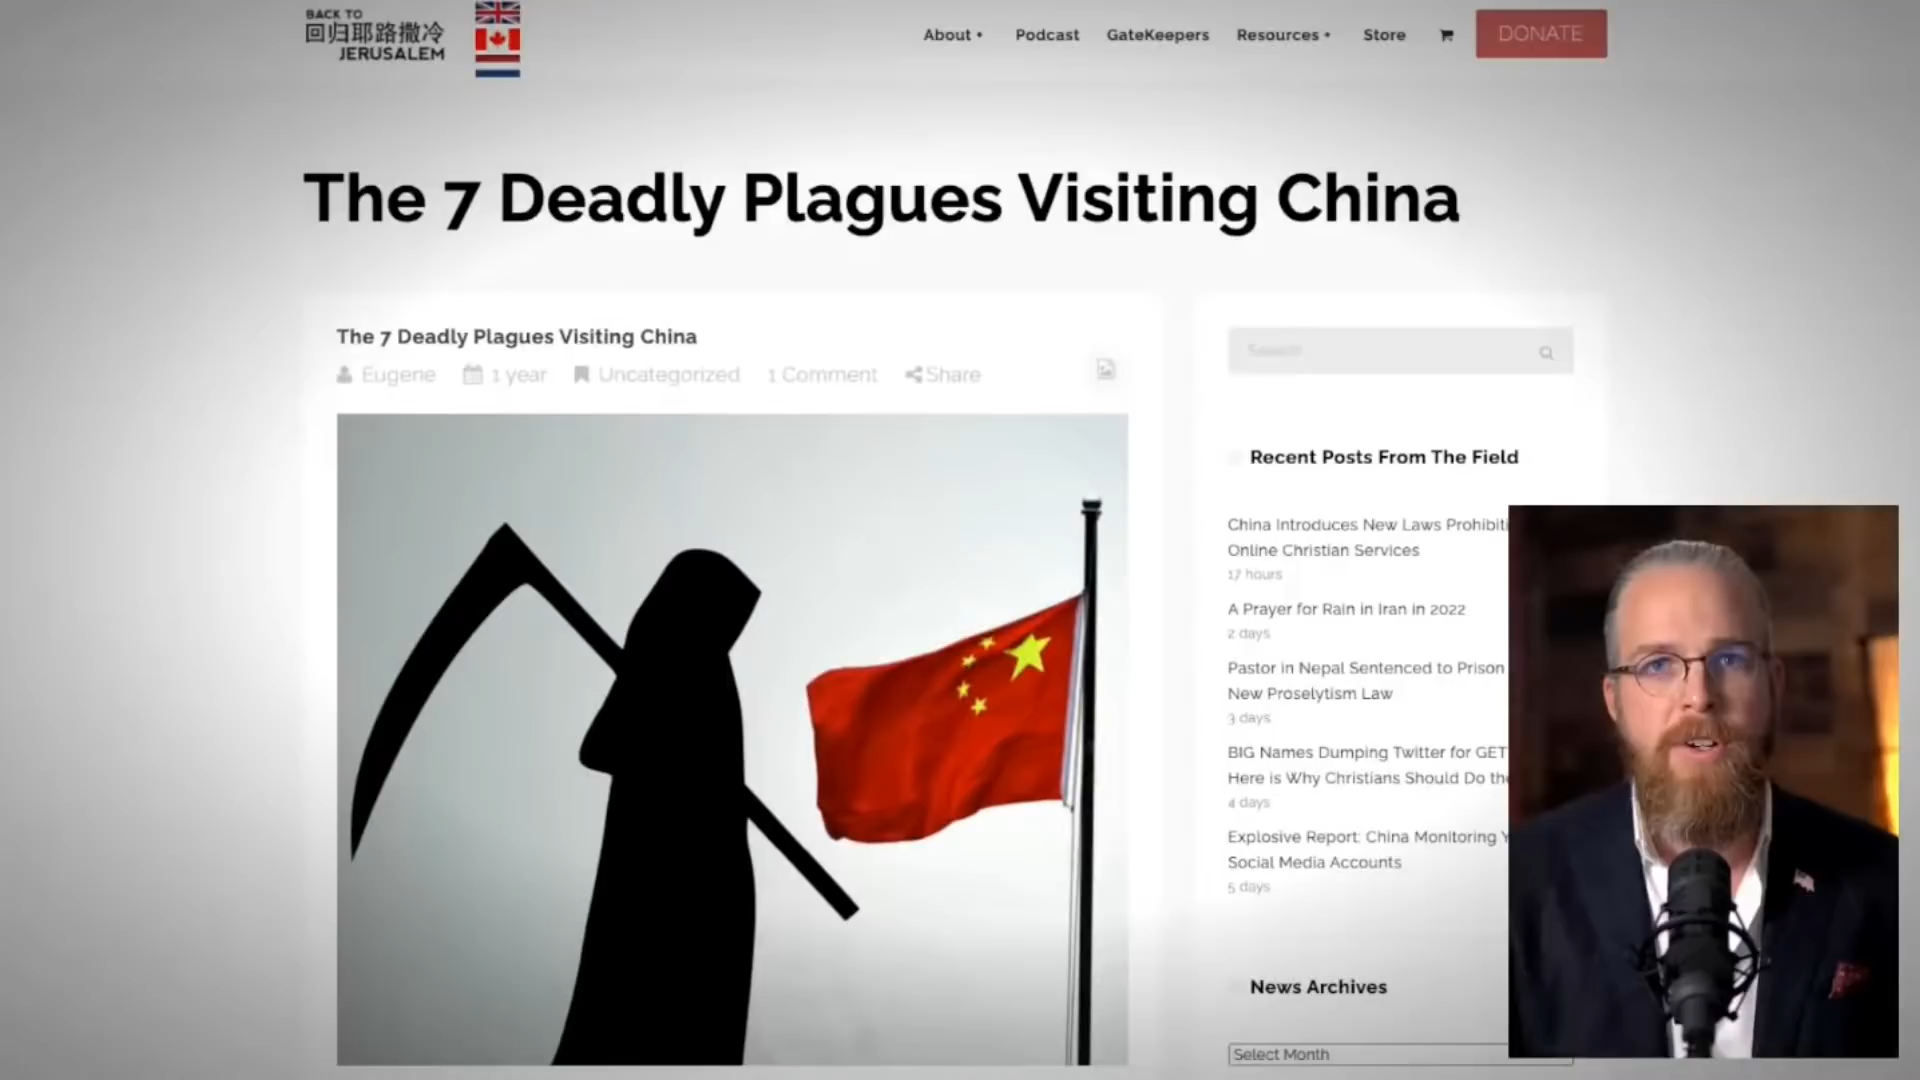 BACK TO
回归耶路撒冷
JERUSALEM
About
Podcast
GateKeepers
Resources
Store
DONATE
The 7 Deadly Plagues Visiting China
The 7 Deadly Plagues Visiting China
Eugene
1 year
Uncategorized
1 Comment
Share
Search
Recent Posts From The Field
China Introduces New Laws Prohibiti
Online Christian Services
17 hours
A Prayer for Rain in Iran in 2022
2 days
Pastor in Nepal Sentenced to Prison
New Proselytism Law
3 days
BIG Names Dumping Twitter for GET
Here is Why Christians Should Do the
4 days
Explosive Report: China Monitoring Y
Social Media Accounts
5 days
News Archives
Select Month